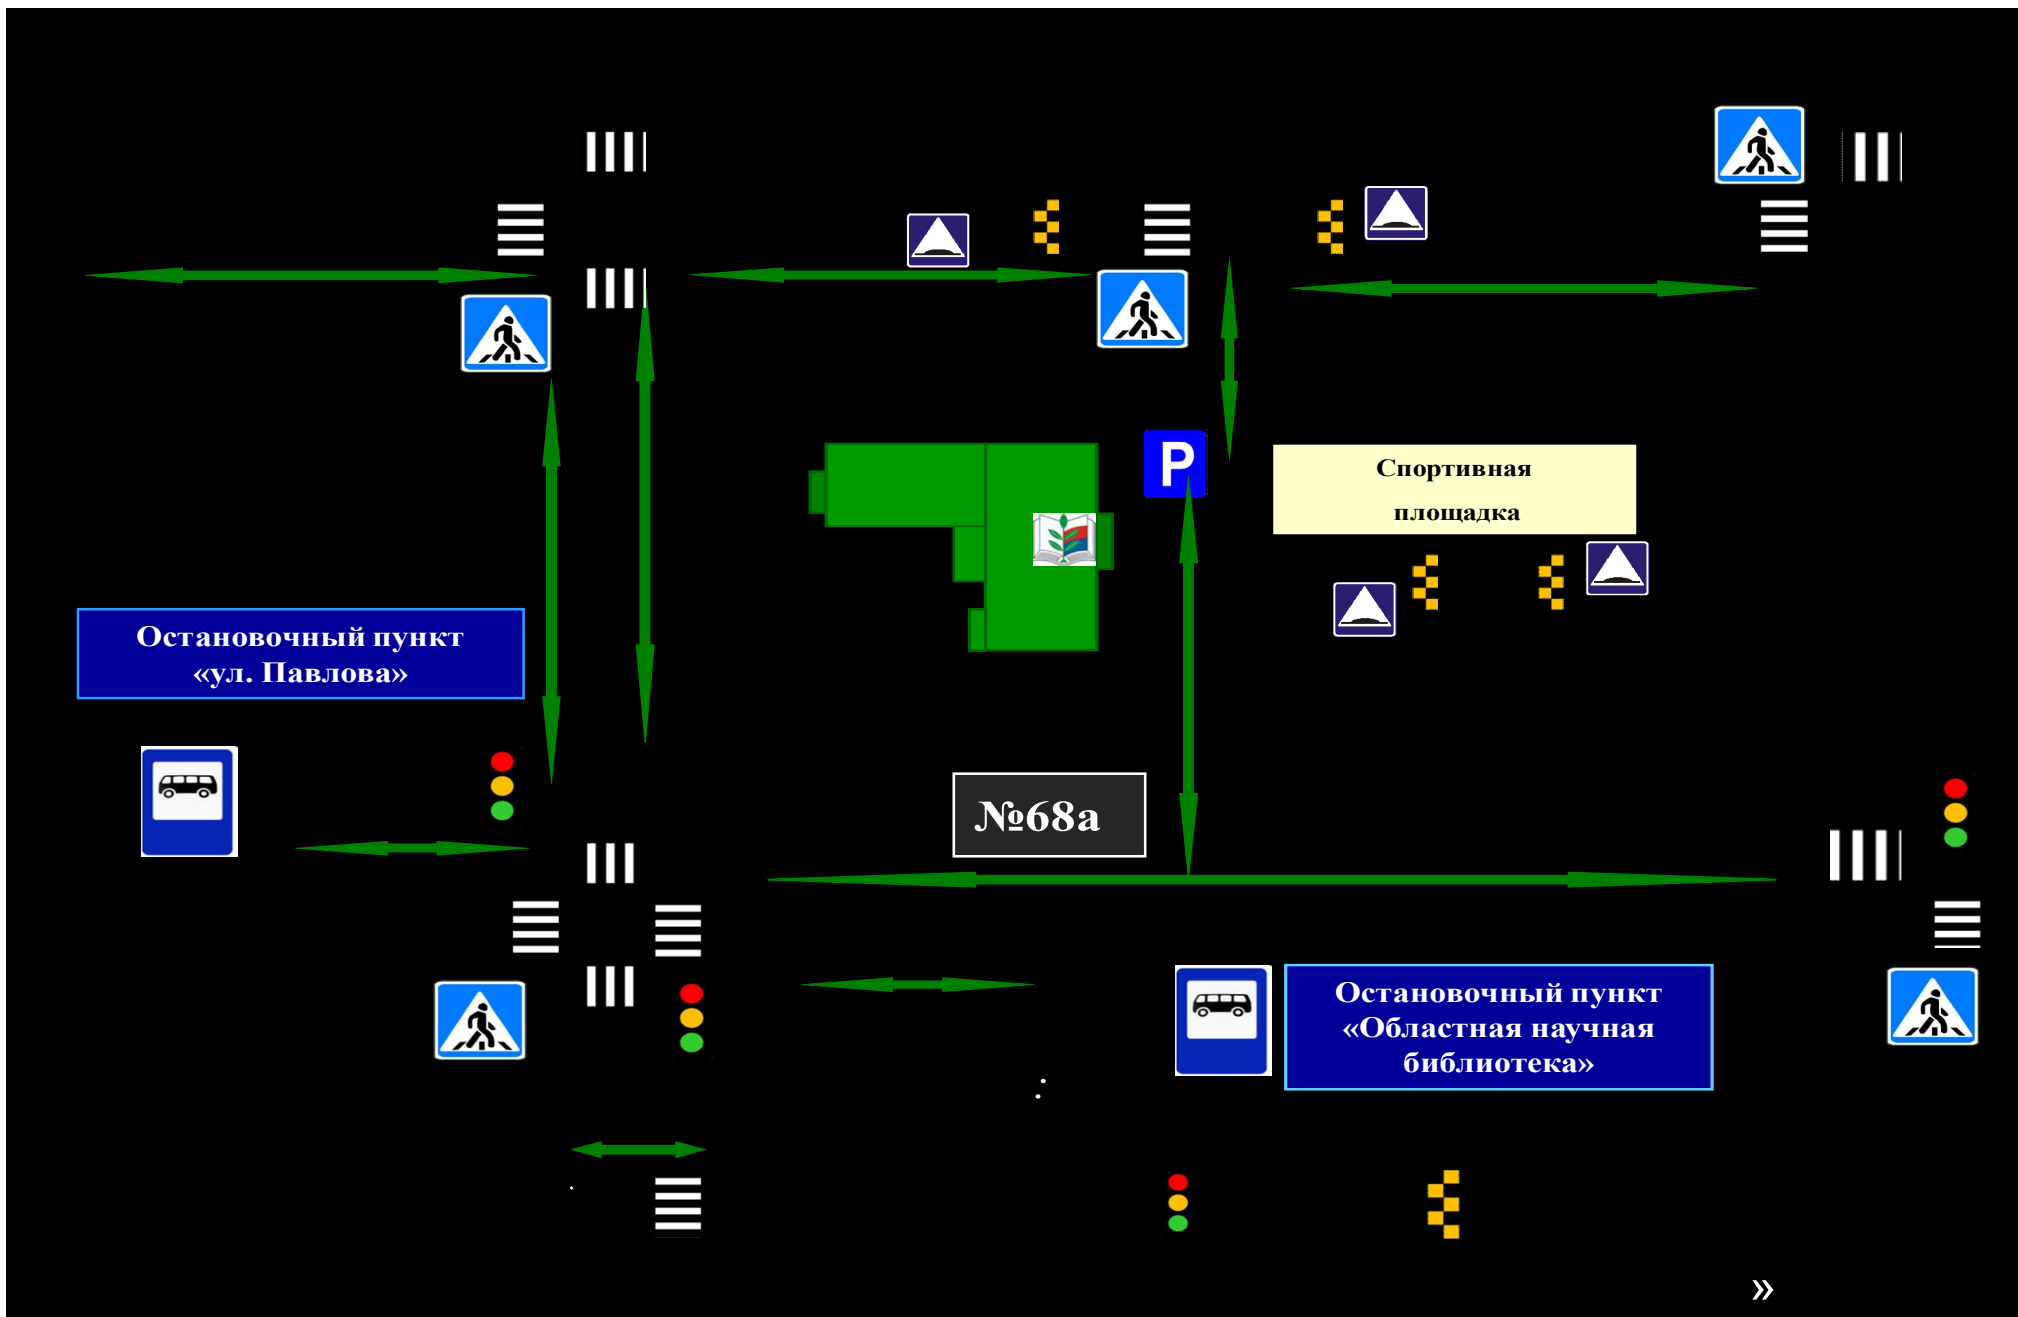 P
Спортивная
площадка
Остановочный пункт
«ул. Павлова»
№68а
Остановочный пункт
«Областная научная
библиотека»
:
.
»